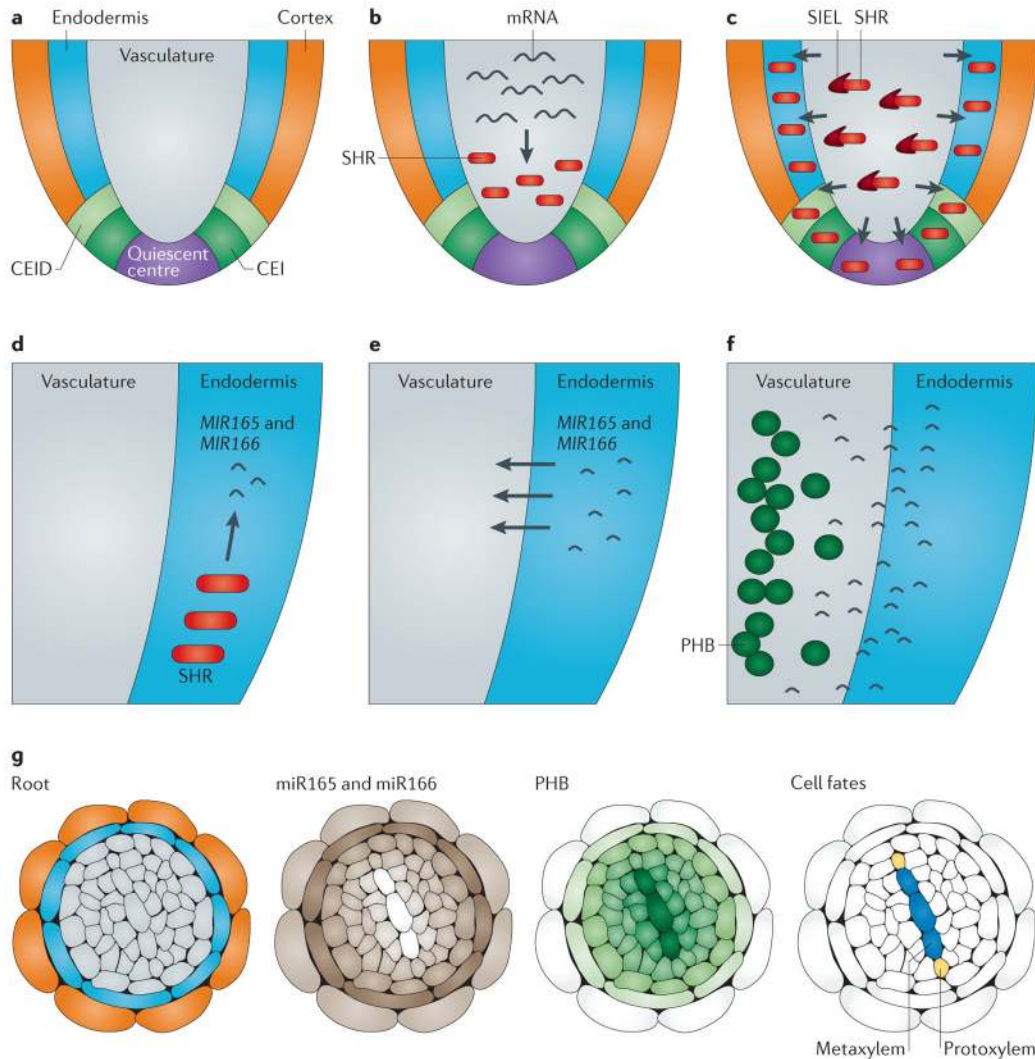 a
Endodermis
Cortex
Vasculature
CEID
Quiescent
centre
CEI
b
mRNA
SHR
c
SIEL
SHR
d
Vasculature
Endodermis
MIR165 and
MIR166
SHR
e
Vasculature
Endodermis
MIR165 and
MIR166
f
Vasculature
Endodermis
PHB
g
Root
miR165 and miR166
PHB
Cell fates
Metaxylem
Protoxylem